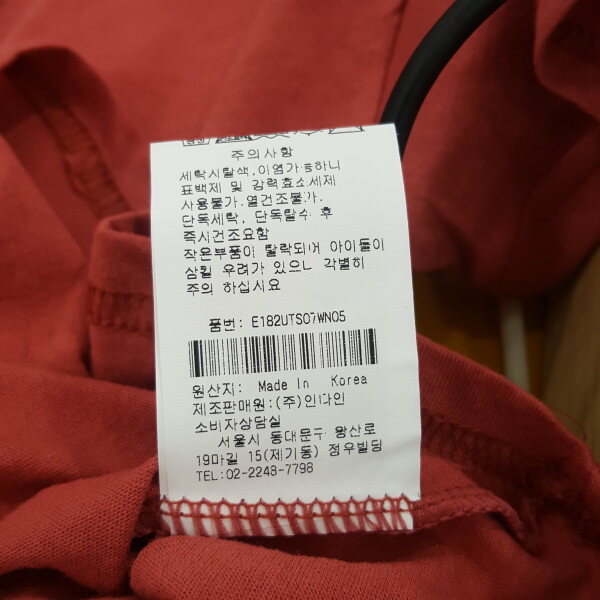 주의사항
세탁시탈색,이염가능하니
표백제 및 강력효소세제
사용불가.열건조불가.
단독세탁, 단독탈수 후
즉시건조요함
작은부품이 탈락되어 아이들이
삼킬 우려가 있으니 각별히
주의 하십시요
품번: E182UTS07WN05
원산지: Made In Korea
제조판매원:(주)인다인
소비자상담실
서울시 동대문구 왕산로
19마길 15(제기동) 정우빌딩
TEL:02-2248-7798